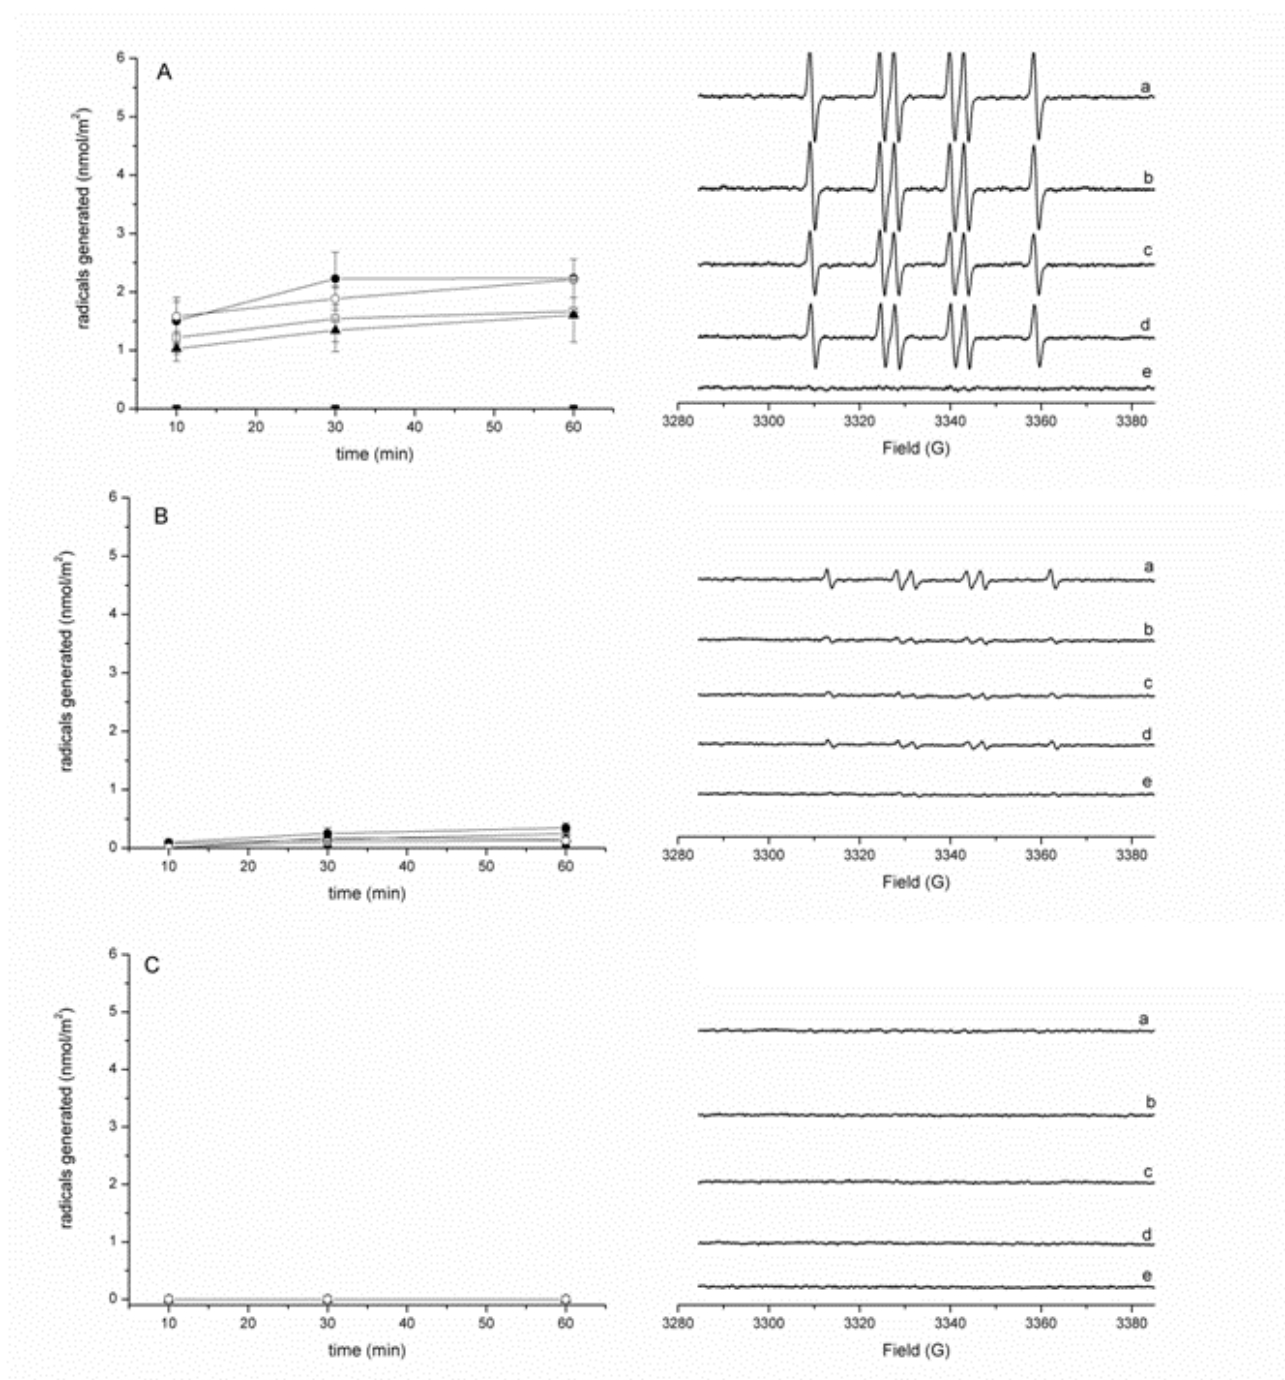 A
6
5
4
3
2
1
0
radicals generated (nmol/m²)
10 20 30 40 50 60
time (min)
a
b
c
d
e
3280 3300 3320 3340 3360 3380
Field (G)
B
6
5
4
3
2
1
0
radicals generated (nmol/m²)
10 20 30 40 50 60
time (min)
a
b
c
d
e
3280 3300 3320 3340 3360 3380
Field (G)
C
6
5
4
3
2
1
0
radicals generated (nmol/m²)
10 20 30 40 50 60
time (min)
a
b
c
d
e
3280 3300 3320 3340 3360 3380
Field (G)